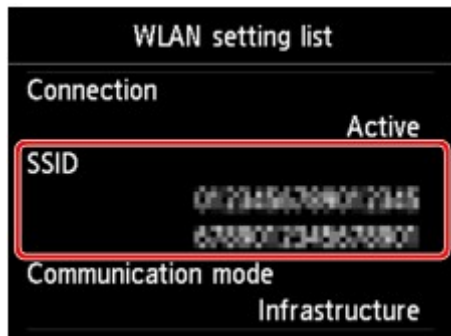 WLAN setting list
Connection
Active
SSID
Communication mode
Infrastructure